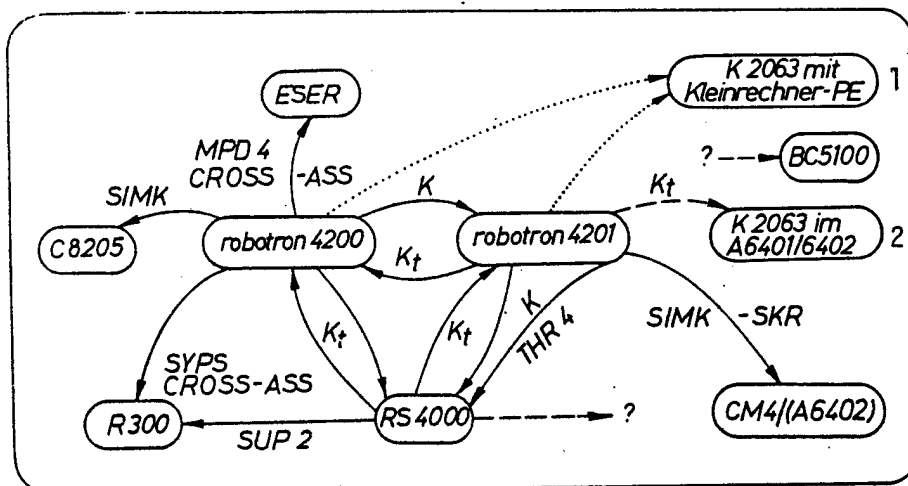 K 2063 mit
Kleinrechner-PE
1
ESER
MPD 4
CROSS -ASS
? BC5100
SIMK
K
Kt
C8205
robotron 4200
robotron 4201
K 2063 im
A6401/6402
2
Kt
Kt
Kt
K
THR 4
SIMK -SKR
SYPS
CROSS-ASS
R300
SUP 2
RS 4000
?
CM4/(A6402)